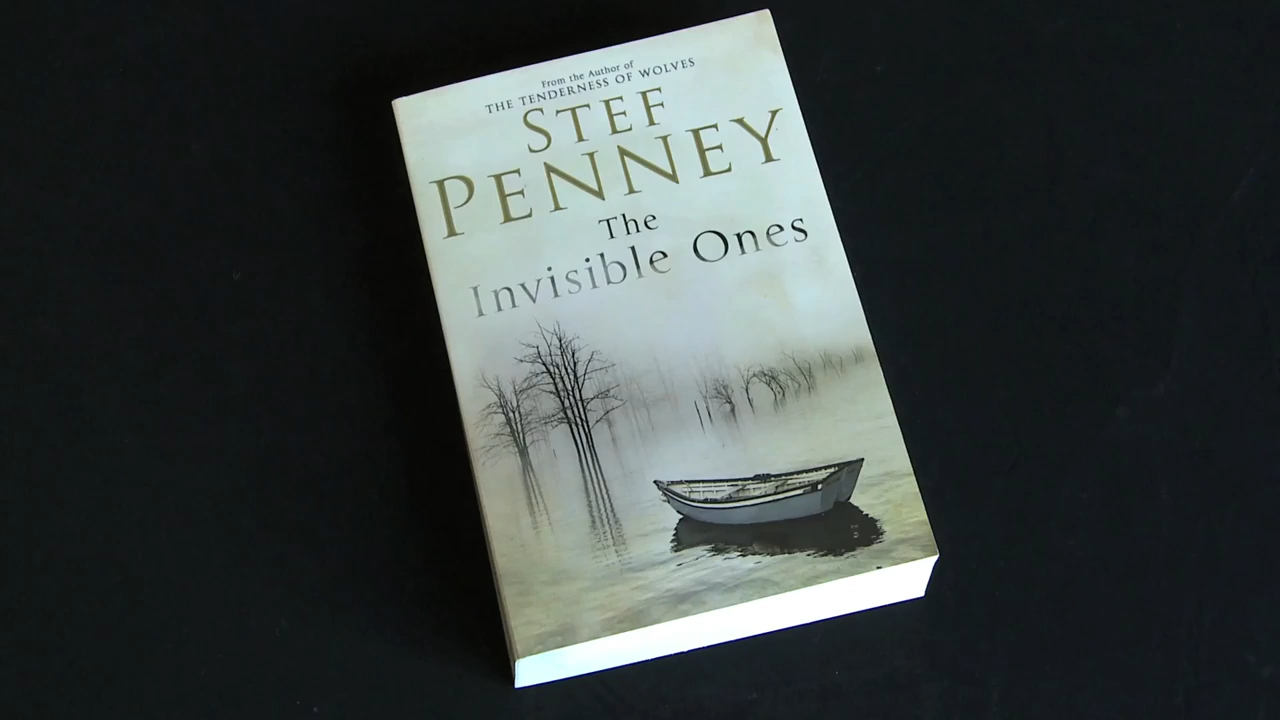 From the Author of
THE TENDERNESS OF WOLVES
STEF
PENNEY
The
Invisible Ones